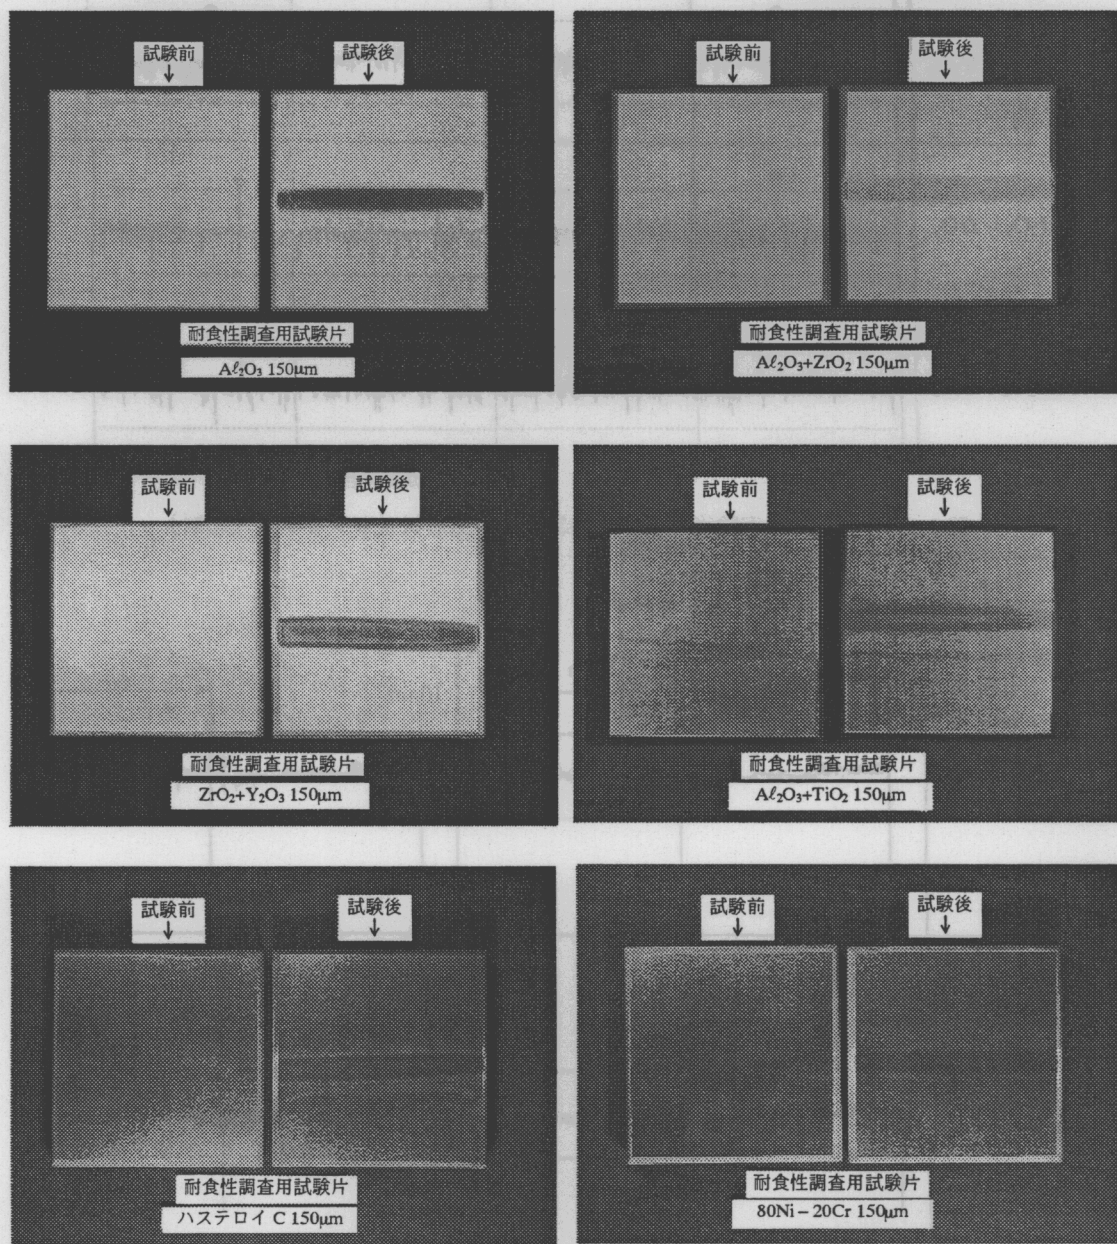 試験前
↓
試験後
↓
耐食性調査用試験片
Aℓ₂O₃ 150μm
試験前
↓
試験後
↓
耐食性調査用試験片
Aℓ₂O₃+ZrO₂ 150μm
試験前
↓
試験後
↓
耐食性調査用試験片
ZrO₂+Y₂O₃ 150μm
試験前
↓
試験後
↓
耐食性調査用試験片
Aℓ₂O₃+TiO₂ 150μm
試験前
↓
試験後
↓
耐食性調査用試験片
ハステロイ C 150μm
試験前
↓
試験後
↓
耐食性調査用試験片
80Ni－20Cr 150μm